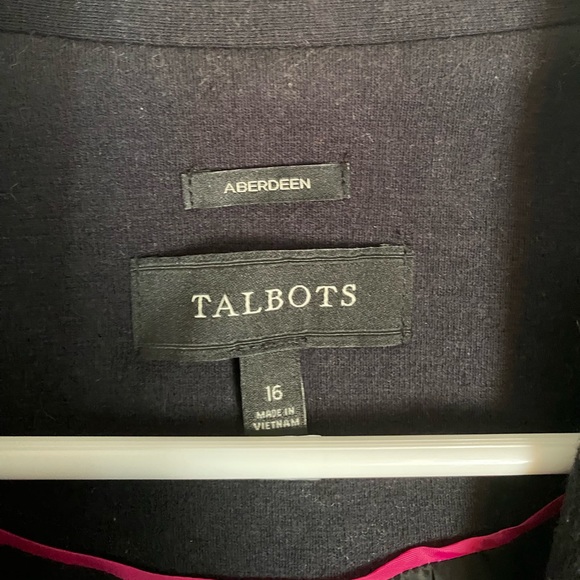 ABERDEEN
TALBOTS
16
MADE IN
VIETNAM